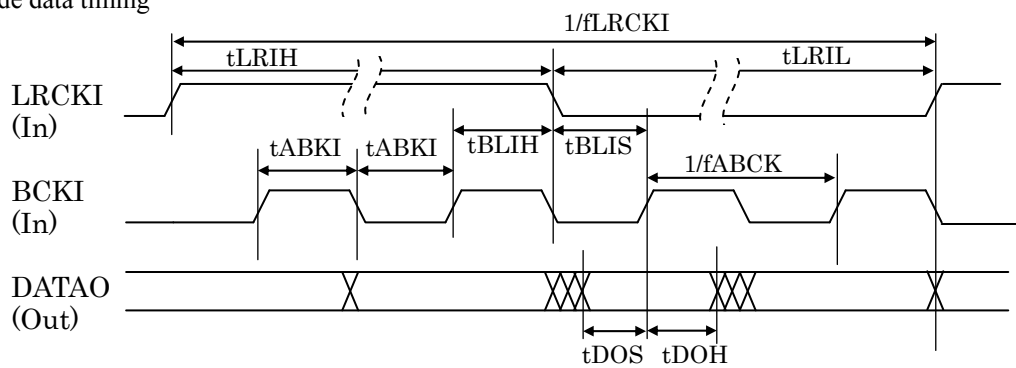 de data timing
1/fLRCKI
tLRIH
tLRIL
LRCKI
(In)
tABKI
tABKI
tBLIH
tBLIS
1/fABCK
BCKI
(In)
DATAO
(Out)
tDOS
tDOH